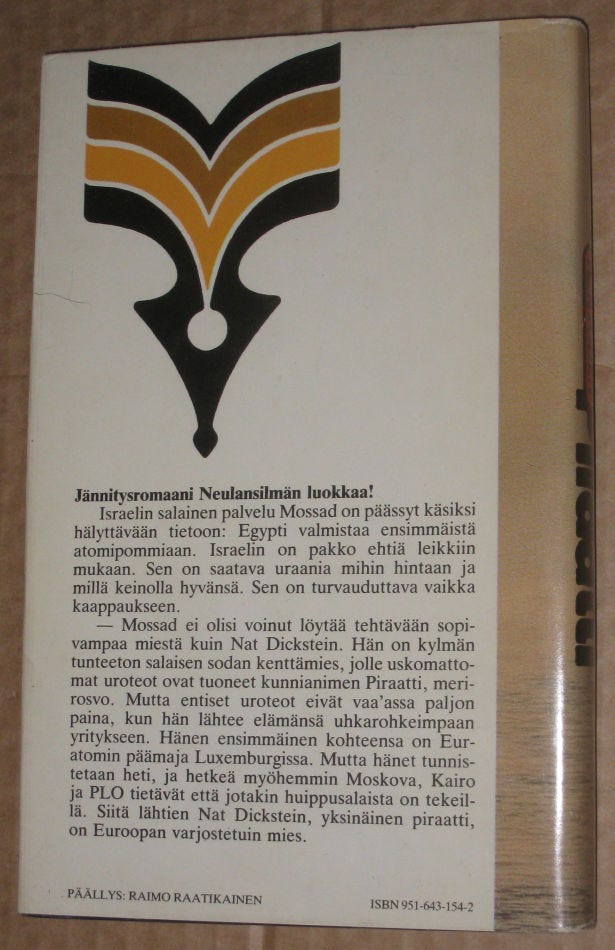 Jännitysromaani Neulansilmän luokkaa!
Israelin salainen palvelu Mossad on päässyt käsiksi
hälyttävään tietoon: Egypti valmistaa ensimmäistä
atomipommiaan. Israelin on pakko ehtiä leikkiin
mukaan. Sen on saatava uraania mihin hintaan ja
millä keinolla hyvänsä. Sen on turvauduttava vaikka
kaappaukseen.
— Mossad ei olisi voinut löytää tehtävään sopi-
vampaa miestä kuin Nat Dickstein. Hän on kylmän
tunteeton salaisen sodan kenttämies, jolle uskomatto-
mat uroteot ovat tuoneet kunnianimen Piraatti, meri-
rosvo. Mutta entiset uroteot eivät vaa'assa paljon
paina, kun hän lähtee elämänsä uhkarohkeimpaan
yritykseen. Hänen ensimmäinen kohteensa on Eur-
atomin päämaja Luxemburgissa. Mutta hänet tunnis-
tetaan heti, ja hetkeä myöhemmin Moskova, Kairo
ja PLO tietävät että jotakin huippusalaista on tekeil-
lä. Siitä lähtien Nat Dickstein, yksinäinen piraatti,
on Euroopan varjostetuin mies.
PÄÄLLYS: RAIMO RAATIKAINEN
ISBN 951-643-154-2
Piraatti